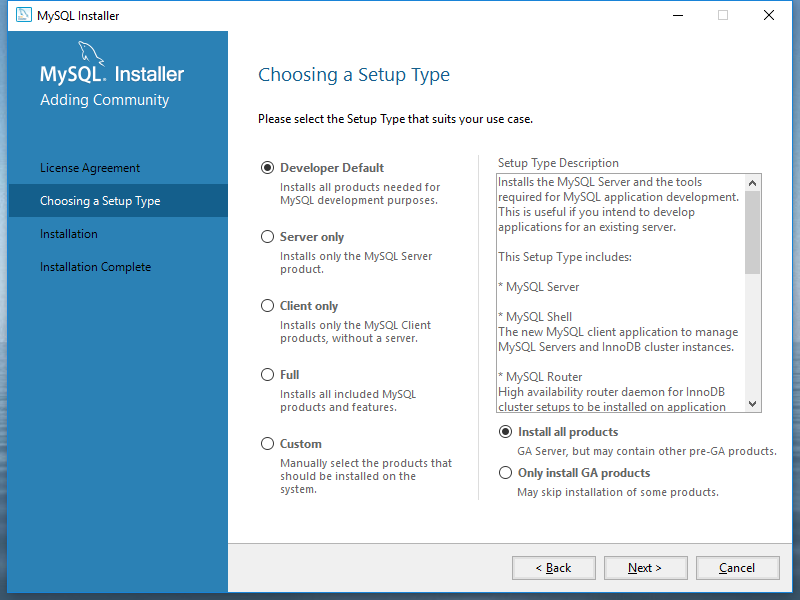 MySQL Installer
MySQL. Installer
Adding Community
License Agreement
Choosing a Setup Type
Installation
Installation Complete
Choosing a Setup Type
Please select the Setup Type that suits your use case.
Developer Default
Installs all products needed for
MySQL development purposes.
Server only
Installs only the MySQL Server
product.
Client only
Installs only the MySQL Client
products, without a server.
Full
Installs all included MySQL
products and features.
Custom
Manually select the products that
should be installed on the
system.
Setup Type Description
Installs the MySQL Server and the tools
required for MySQL application development.
This is useful if you intend to develop
applications for an existing server.
This Setup Type includes:
* MySQL Server
* MySQL Shell
The new MySQL client application to manage
MySQL Servers and InnoDB cluster instances.
* MySQL Router
High availability router daemon for InnoDB
cluster setups to be installed on application
Install all products
GA Server, but may contain other pre-GA products.
Only install GA products
May skip installation of some products.
< Back
Next >
Cancel